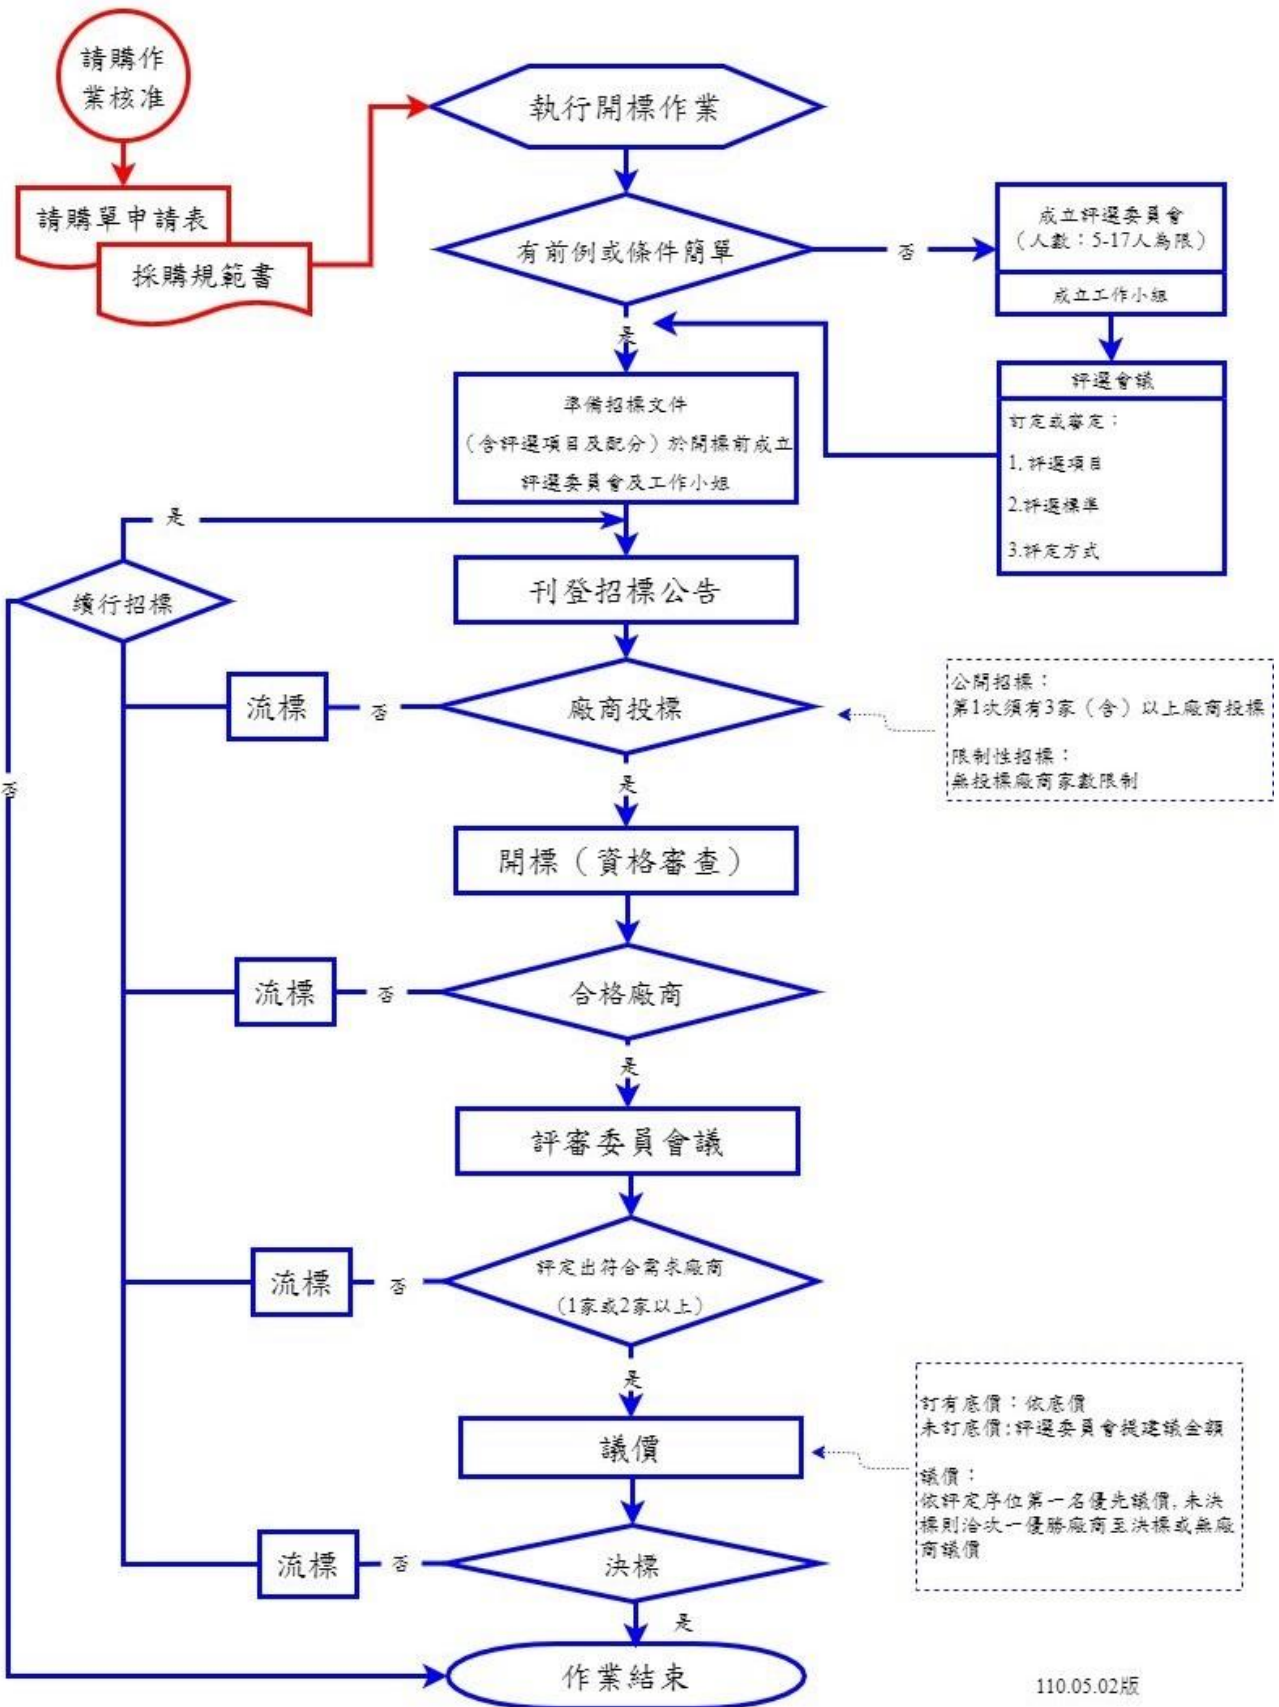 請購作
業核准
請購單申請表
採購規範書
執行開標作業
有前例或條件簡單
否
成立評選委員會
（人數：5-17人為限）
成立工作小組
是
評選會議
訂定或審定：
1. 評選項目
2.評選標準
3.評定方式
準備招標文件
（含評選項目及配分）於開標前成立
評選委員會及工作小姐
是
刊登招標公告
續行招標
否
流標
否
廠商投標
公開招標：
第1次須有3家（含）以上廠商投標
限制性招標：
無投標廠商家數限制
是
開標（資格審查）
流標
否
合格廠商
是
評審委員會議
流標
否
評定出符合需求廠商
（1家或2家以上）
是
議價
訂有底價：依底價
未訂底價：評選委員會提建議金額
議價：
依評定序位第一名優先議價, 未決
標則洽次一優勝廠商至決標或無廠
商議價
流標
否
決標
是
作業結束
110.05.02版